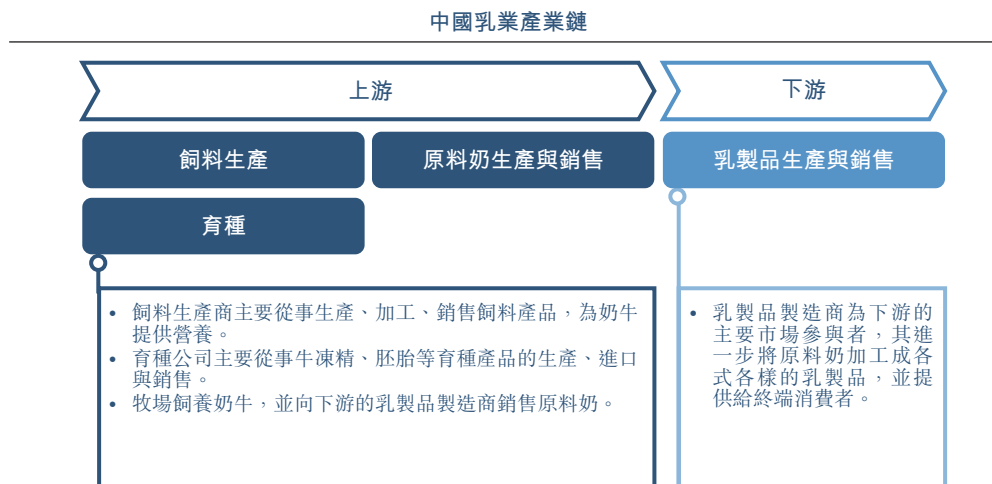 中國乳業產業鏈
上游
下游
飼料生產
原料奶生產與銷售
乳製品生產與銷售
育種
• 飼料生產商主要從事生產、加工、銷售飼料產品，為奶牛
提供營養。
• 育種公司主要從事牛凍精、胚胎等育種產品的生產、進口
與銷售。
• 牧場飼養奶牛，並向下游的乳製品製造商銷售原料奶。
• 乳製品製造商為下游的
主要市場參與者，其進
一步將原料奶加工成各
式各樣的乳製品，並提
供給終端消費者。